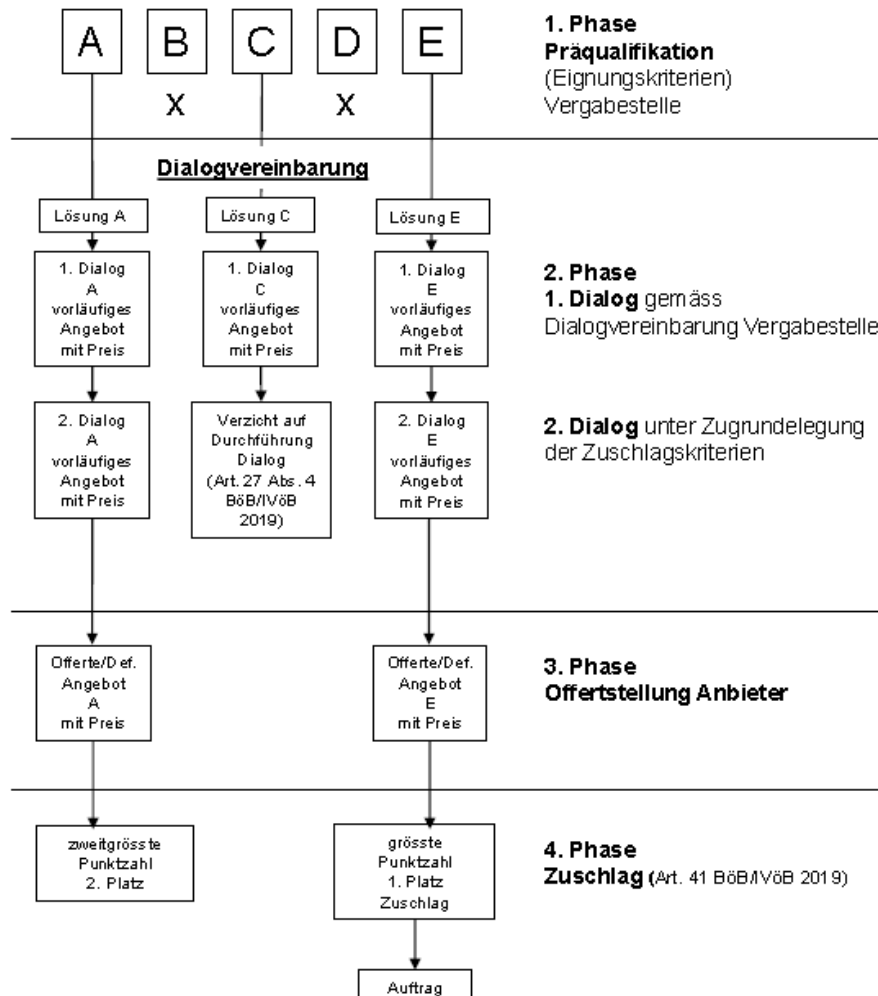 A B C D E
X X
1. Phase
Präqualifikation
(Eignungskriterien)
Vergabestelle
Dialogvereinbarung
Lösung A
Lösung C
Lösung E
1. Dialog
A
vorläufiges
Angebot
mit Preis
1. Dialog
C
vorläufiges
Angebot
mit Preis
1. Dialog
E
vorläufiges
Angebot
mit Preis
2. Phase
1. Dialog gemäss
Dialogvereinbarung Vergabestelle
2. Dialog
A
vorläufiges
Angebot
mit Preis
Verzicht auf
Durchführung
Dialog
(Art. 27 Abs. 4
BöB/IVöB
2019)
2. Dialog
E
vorläufiges
Angebot
mit Preis
2. Dialog unter Zugrundelegung
der Zuschlagskriterien
Offerte/Def.
Angebot
A
mit Preis
Offerte/Def.
Angebot
E
mit Preis
3. Phase
Offertstellung Anbieter
zweitgrösste
Punktzahl
2. Platz
grösste
Punktzahl
1. Platz
Zuschlag
4. Phase
Zuschlag (Art. 41 BöB/IVöB 2019)
Auftrag